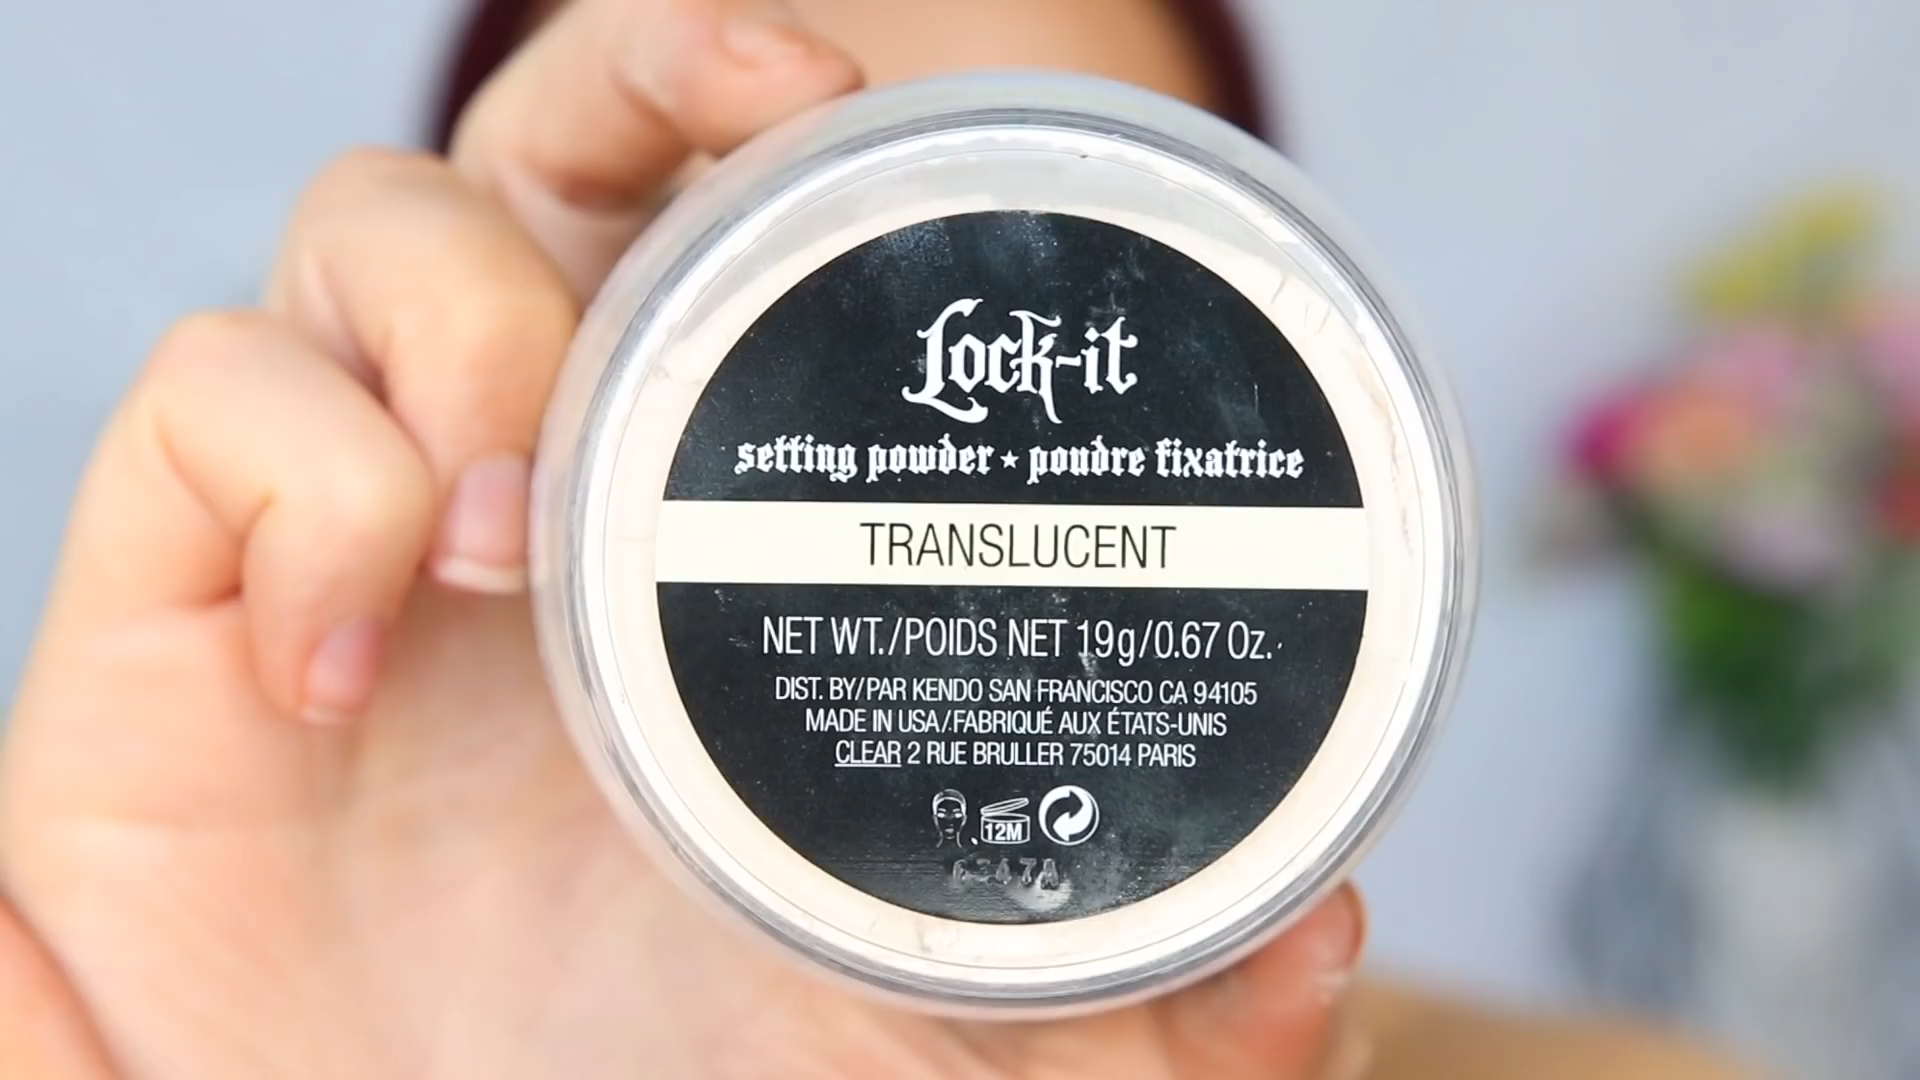 Lock-it
setting powder ★ poudre fixatrice
TRANSLUCENT
NET WT./POIDS NET 19g/0.67 Oz.
DIST. BY/PAR KENDO SAN FRANCISCO CA 94105
MADE IN USA/FABRIQUÉ AUX ÉTATS-UNIS
CLEAR 2 RUE BRULLER 75014 PARIS
12M